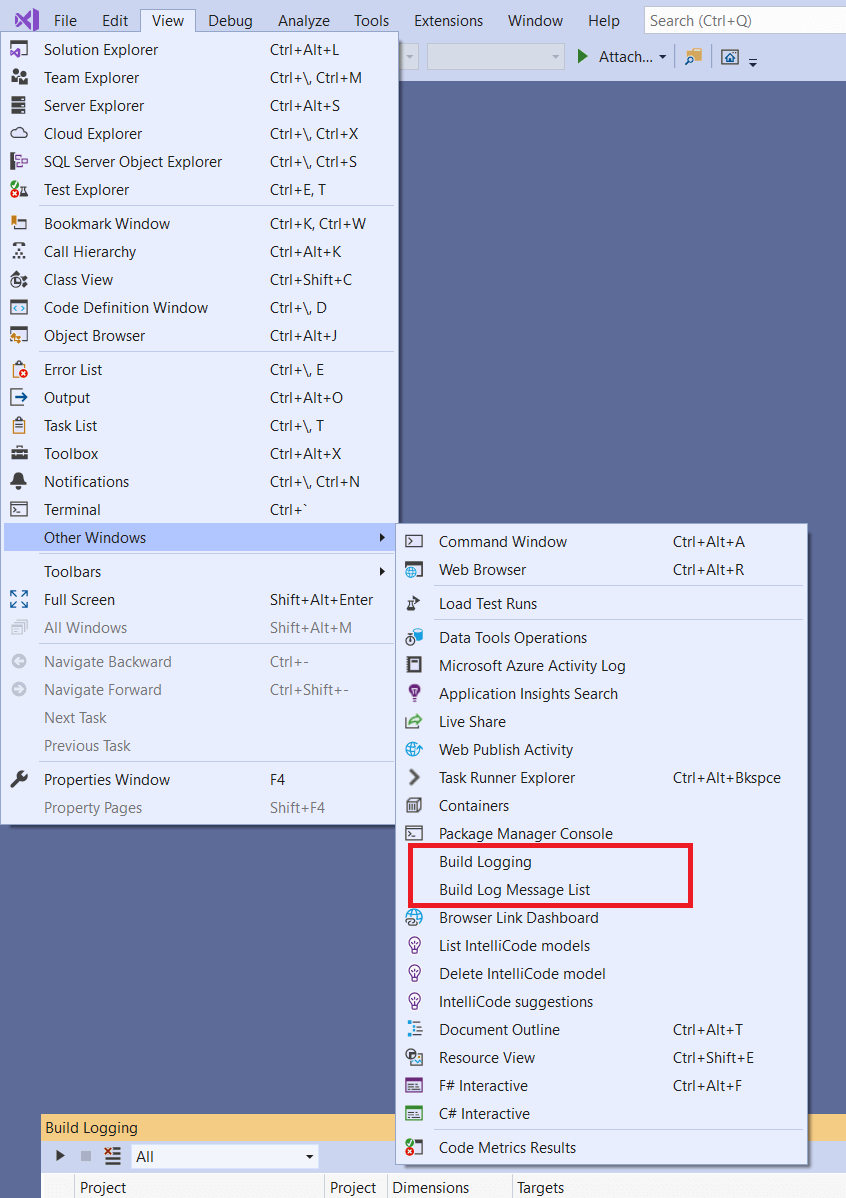 File Edit View Debug Analyze Tools Extensions Window Help Search (Ctrl+Q)
Attach...
Solution Explorer Ctrl+Alt+L
Team Explorer Ctrl+\, Ctrl+M
Server Explorer Ctrl+Alt+S
Cloud Explorer Ctrl+\, Ctrl+X
SQL Server Object Explorer Ctrl+\, Ctrl+S
Test Explorer Ctrl+E, T
Bookmark Window Ctrl+K, Ctrl+W
Call Hierarchy Ctrl+Alt+K
Class View Ctrl+Shift+C
Code Definition Window Ctrl+\, D
Object Browser Ctrl+Alt+J
Error List Ctrl+\, E
Output Ctrl+Alt+O
Task List Ctrl+\, T
Toolbox Ctrl+Alt+X
Notifications Ctrl+\, Ctrl+N
Terminal Ctrl+`
Other Windows
Toolbars
Full Screen Shift+Alt+Enter
All Windows Shift+Alt+M
Navigate Backward Ctrl+-
Navigate Forward Ctrl+Shift+-
Next Task
Previous Task
Properties Window F4
Property Pages Shift+F4
Command Window Ctrl+Alt+A
Web Browser Ctrl+Alt+R
Load Test Runs
Data Tools Operations
Microsoft Azure Activity Log
Application Insights Search
Live Share
Web Publish Activity
Task Runner Explorer Ctrl+Alt+Bkspce
Containers
Package Manager Console
Build Logging
Build Log Message List
Browser Link Dashboard
List IntelliCode models
Delete IntelliCode model
IntelliCode suggestions
Document Outline Ctrl+Alt+T
Resource View Ctrl+Shift+E
F# Interactive Ctrl+Alt+F
C# Interactive
Code Metrics Results
Build Logging
All
Project Project Dimensions Targets